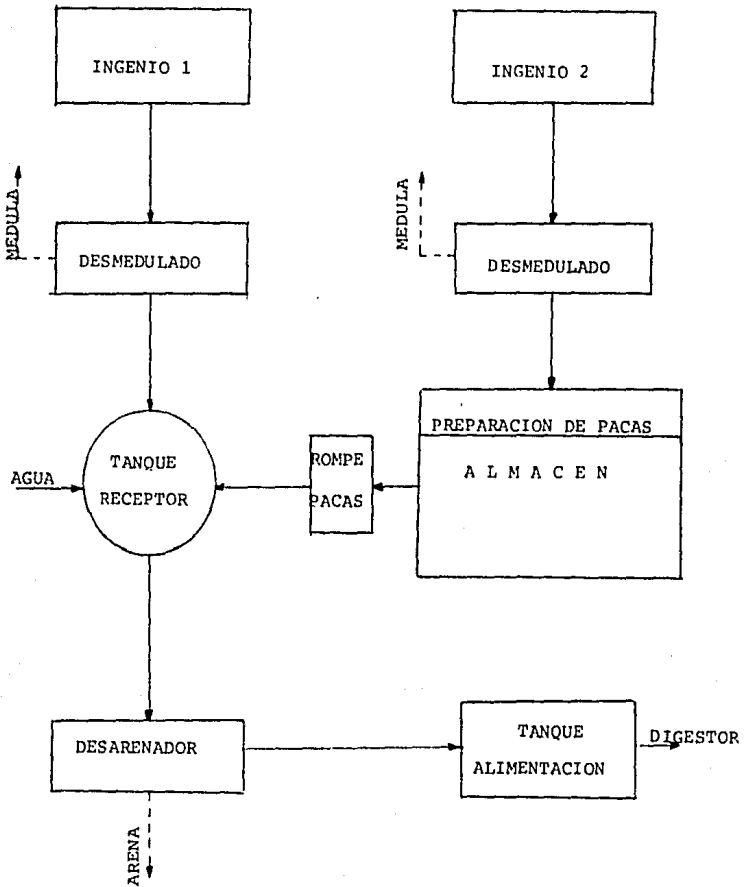 INGENIO 1
INGENIO 2
MEDULA
MEDULA
DESMEDULADO
DESMEDULADO
PREPARACION DE PACAS
TANQUE
RECEPTOR
AGUA
ROMPE
PACAS
A L M A C E N
DESARENADOR
TANQUE
ALIMENTACION
DIGESTOR
ARENA